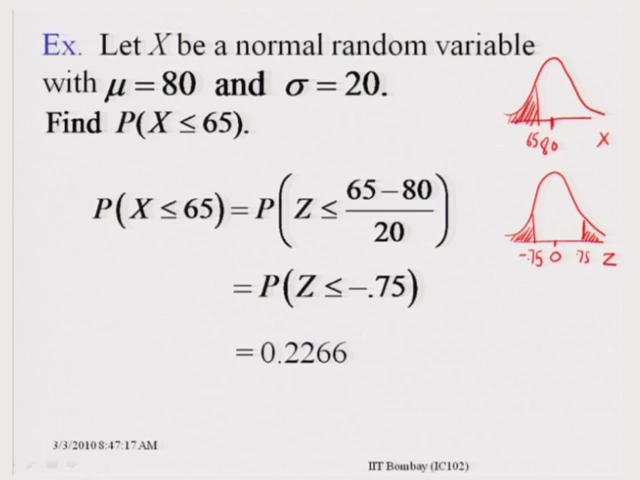 Ex. Let X be a normal random variable
with μ = 80 and σ = 20.
Find P(X ≤ 65).
65 80 X
P(X ≤ 65) = P(Z ≤ (65 – 80)/20)
-.75 0 .75 Z
= P(Z ≤ –.75)
= 0.2266
3/3/2010 8:47:17 AM
IIT Bombay (IC102)